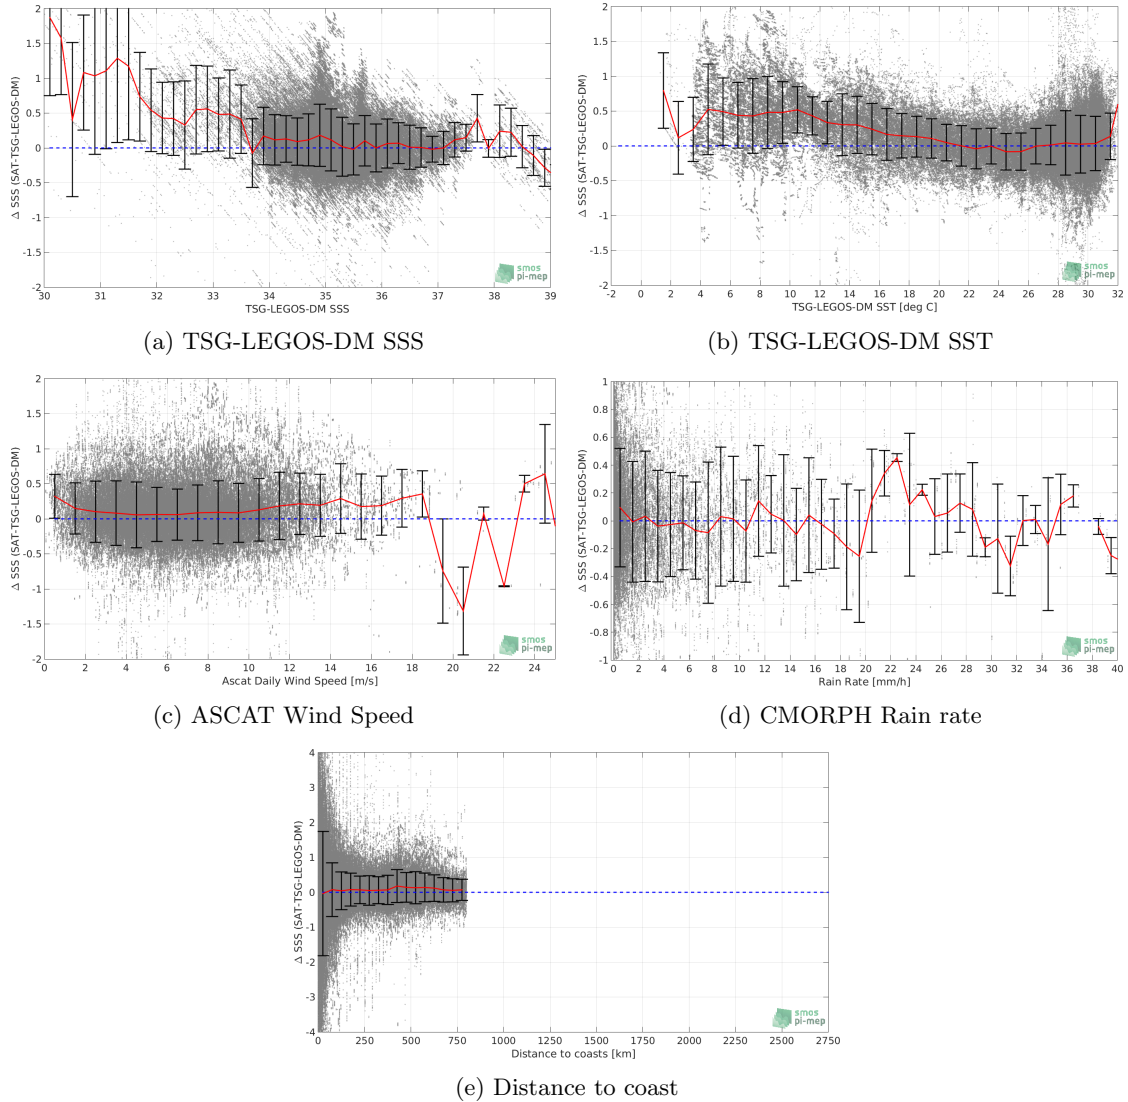 2
1.5
1
0.5
0
-0.5
-1
-1.5
-2
Δ SSS (SAT-TSG-LEGOS-DM)
30 31 32 33 34 35 36 37 38 39
TSG-LEGOS-DM SSS
smos
pi-mep
(a) TSG-LEGOS-DM SSS
2
1.5
1
0.5
0
-0.5
-1
-1.5
-2
Δ SSS (SAT-TSG-LEGOS-DM)
-2 0 2 4 6 8 10 12 14 16 18 20 22 24 26 28 30 32
TSG-LEGOS-DM SST [deg C]
smos
pi-mep
(b) TSG-LEGOS-DM SST
2
1.5
1
0.5
0
-0.5
-1
-1.5
-2
Δ SSS (SAT-TSG-LEGOS-DM)
0 2 4 6 8 10 12 14 16 18 20 22 24
Ascat Daily Wind Speed [m/s]
smos
pi-mep
(c) ASCAT Wind Speed
1
0.8
0.6
0.4
0.2
0
-0.2
-0.4
-0.6
-0.8
-1
Δ SSS (SAT-TSG-LEGOS-DM)
0 2 4 6 8 10 12 14 16 18 20 22 24 26 28 30 32 34 36 38 40
Rain Rate [mm/h]
smos
pi-mep
(d) CMORPH Rain rate
4
3
2
1
0
-1
-2
-3
-4
Δ SSS (SAT-TSG-LEGOS-DM)
0 250 500 750 1000 1250 1500 1750 2000 2250 2500 2750
Distance to coasts [km]
smos
pi-mep
(e) Distance to coast